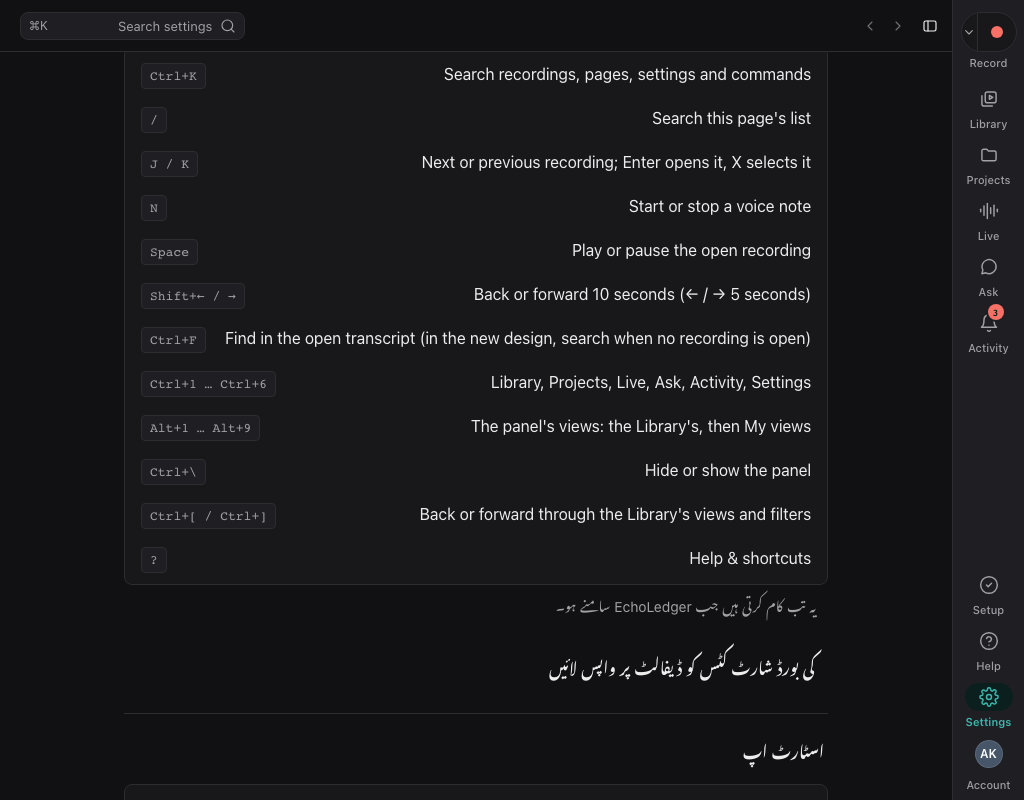 ⌘K Search settings
Ctrl+K Search recordings, pages, settings and commands
/ Search this page's list
J / K Next or previous recording; Enter opens it, X selects it
N Start or stop a voice note
Space Play or pause the open recording
Shift+← / → Back or forward 10 seconds (← / → 5 seconds)
Ctrl+F Find in the open transcript (in the new design, search when no recording is open)
Ctrl+1 … Ctrl+6 Library, Projects, Live, Ask, Activity, Settings
Alt+1 … Alt+9 The panel's views: the Library's, then My views
Ctrl+\ Hide or show the panel
Ctrl+[ / Ctrl+] Back or forward through the Library's views and filters
? Help & shortcuts
یہ تب کام کرتی ہیں جب EchoLedger سامنے ہو۔
کی بورڈ شارٹ کٹس کو ڈیفالٹ پر واپس لائیں
اسٹارٹ اپ
Record
Library
Projects
Live
Ask
3
Activity
Setup
Help
Settings
AK
Account